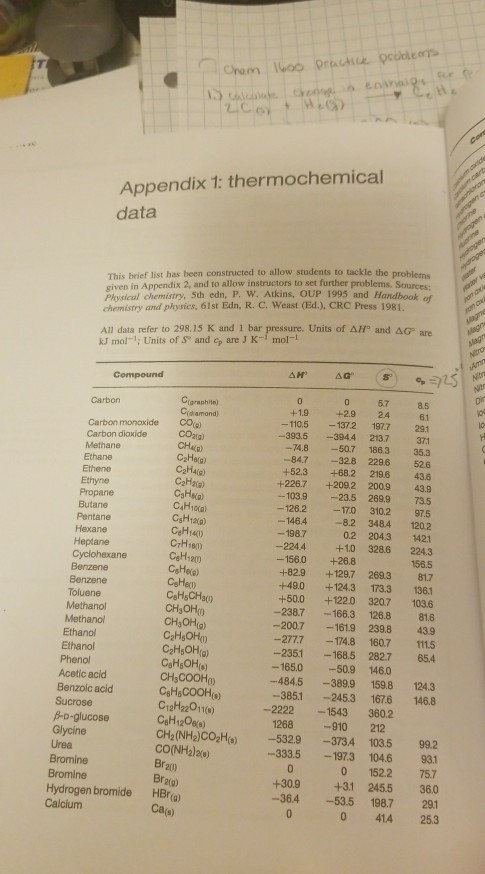 Chem 1600 practice problems
1.) calculate change in enthalpy for
2C(s) + H2(g) → C2H2
Appendix 1: thermochemical
data
This brief list has been constructed to allow students to tackle the problems
given in Appendix 2, and to allow instructors to set further problems. Sources:
Physical chemistry, 5th edn, P. W. Atkins, OUP 1995 and Handbook of
chemistry and physics, 61st Edn, R. C. Weast (Ed.), CRC Press 1981.
All data refer to 298.15 K and 1 bar pressure. Units of ΔH° and ΔG° are
kJ mol⁻¹; Units of S° and cp are J K⁻¹ mol⁻¹
Compound ΔH° ΔG° S° cp => 25°
Carbon C(graphite) 0 0 5.7 8.5
C(diamond) +1.9 +2.9 2.4 6.1
Carbon monoxide CO(g) −110.5 −137.2 197.7 29.1
Carbon dioxide CO2(g) −393.5 −394.4 213.7 37.1
Methane CH4(g) −74.8 −50.7 186.3 35.3
Ethane C2H6(g) −84.7 −32.8 229.6 52.6
Ethene C2H4(g) +52.3 +68.2 219.6 43.6
Ethyne C2H2(g) +226.7 +209.2 200.9 43.9
Propane C3H8(g) −103.9 −23.5 269.9 73.5
Butane C4H10(g) −126.2 −17.0 310.2 97.5
Pentane C5H12(g) −146.4 −8.2 348.4 120.2
Hexane C6H14(l) −198.7 0.2 204.3 142.1
Heptane C7H16(l) −224.4 +1.0 328.6 224.3
Cyclohexane C6H12(l) −156.0 +26.8 156.5
Benzene C6H6(g) +82.9 +129.7 269.3 81.7
Benzene C6H6(l) +49.0 +124.3 173.3 136.1
Toluene C6H5CH3(l) +50.0 +122.0 320.7 103.6
Methanol CH3OH(l) −238.7 −166.3 126.8 81.6
Methanol CH3OH(g) −200.7 −161.9 239.8 43.9
Ethanol C2H5OH(l) −277.7 −174.8 160.7 111.5
Ethanol C2H5OH(g) −235.1 −168.5 282.7 65.4
Phenol C6H5OH(s) −165.0 −50.9 146.0
Acetic acid CH3COOH(l) −484.5 −389.9 159.8 124.3
Benzoic acid C6H5COOH(s) −385.1 −245.3 167.6 146.8
Sucrose C12H22O11(s) −2222 −1543 360.2
β-D-glucose C6H12O6(s) 1268 −910 212
Glycine CH2(NH2)CO2H(s) −532.9 −373.4 103.5 99.2
Urea CO(NH2)2(s) −333.5 −197.3 104.6 93.1
Bromine Br2(l) 0 0 152.2 75.7
Bromine Br2(g) +30.9 +3.1 245.5 36.0
Hydrogen bromide HBr(g) −36.4 −53.5 198.7 29.1
Calcium Ca(s) 0 0 41.4 25.3